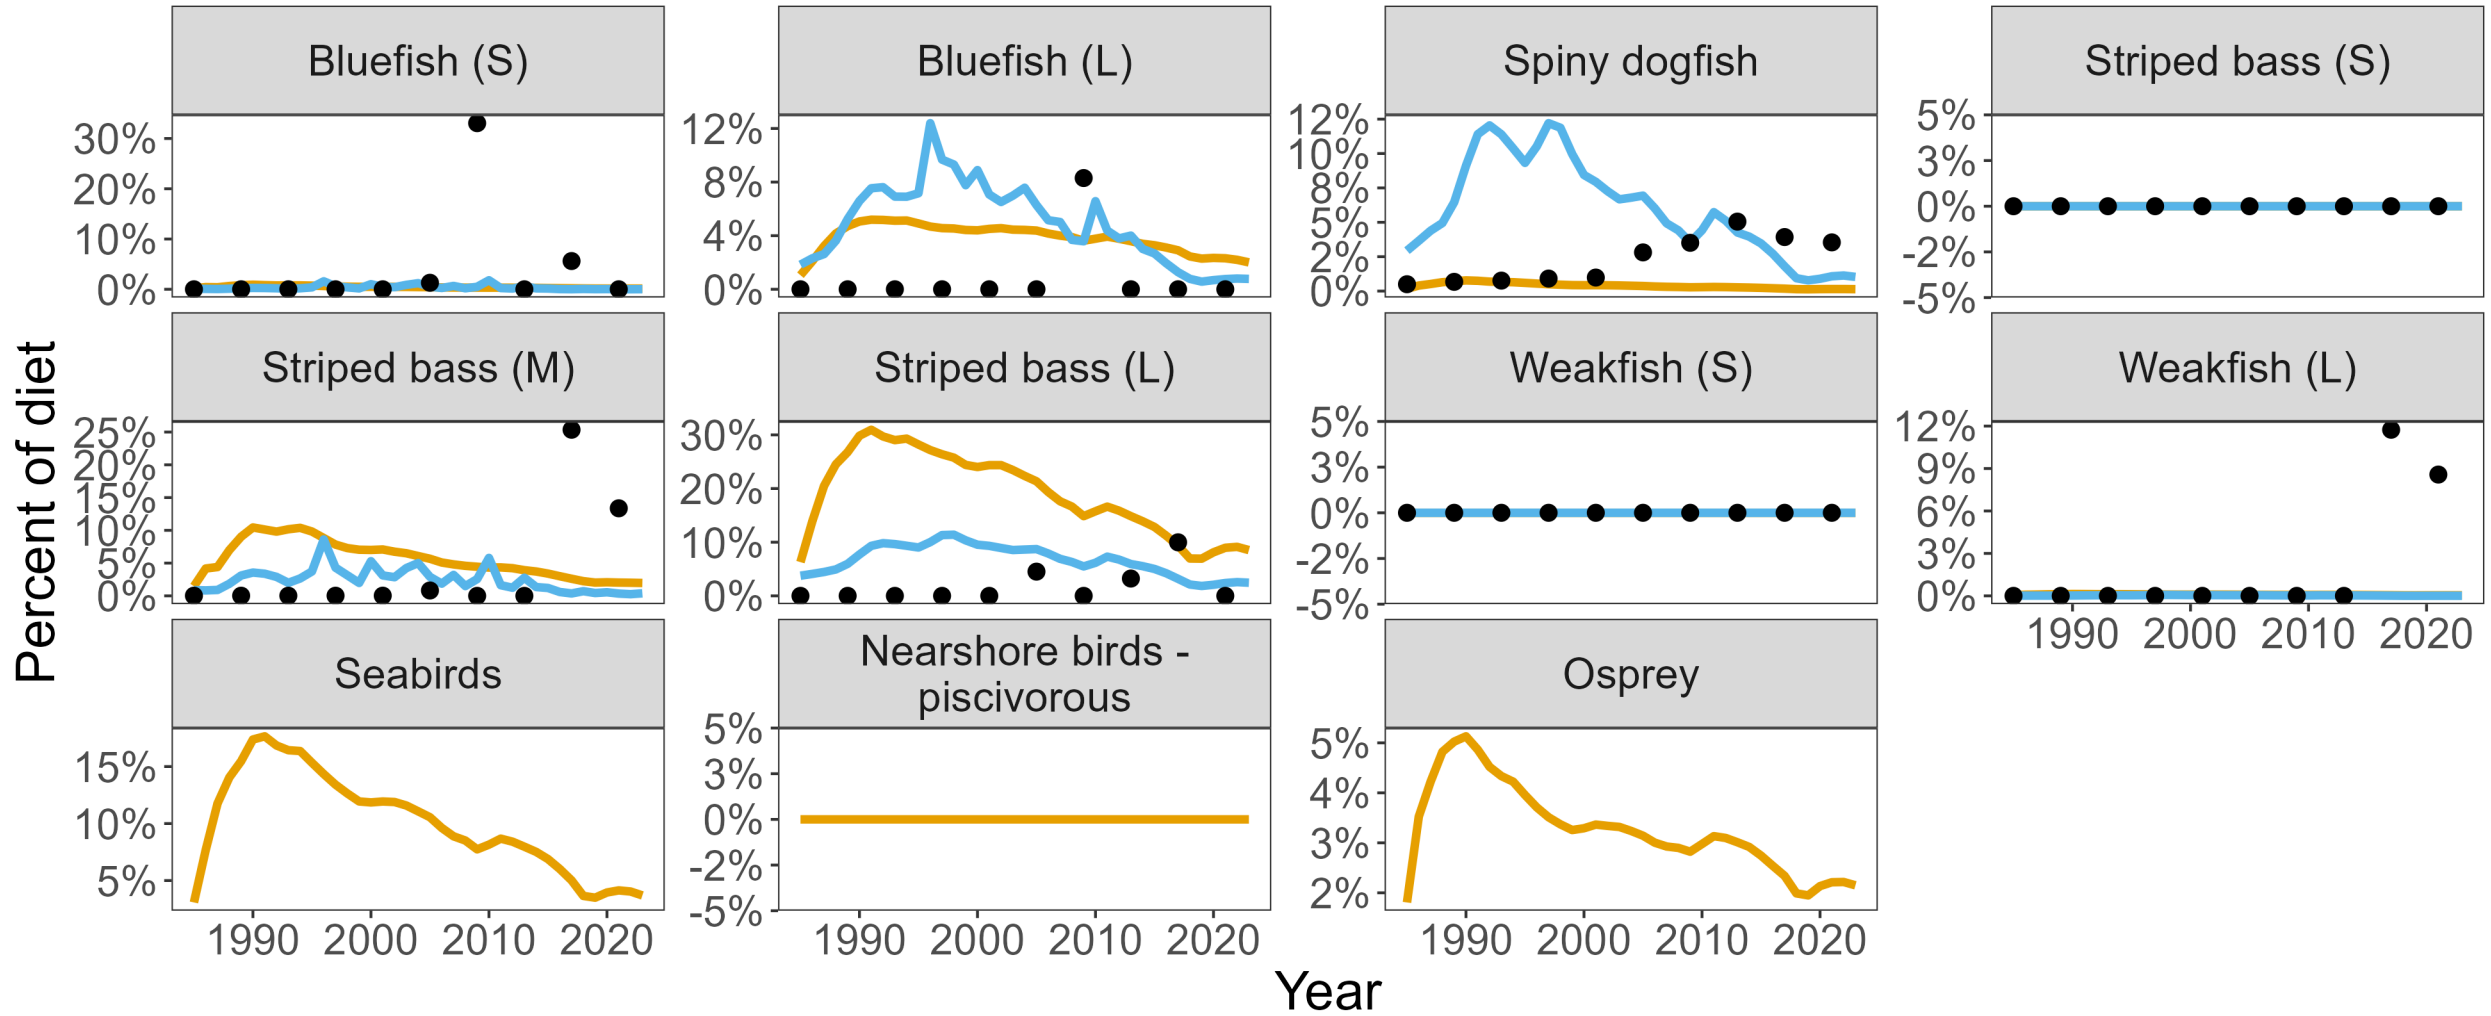 Percent of diet
Bluefish (S)
30%
20%
10%
0%
Bluefish (L)
12%
8%
4%
0%
Spiny dogfish
12%
10%
8%
5%
2%
0%
Striped bass (S)
5%
3%
0%
-2%
-5%
Striped bass (M)
25%
20%
15%
10%
5%
0%
Striped bass (L)
30%
20%
10%
0%
Weakfish (S)
5%
3%
0%
-2%
-5%
Weakfish (L)
12%
9%
6%
3%
0%
1990 2000 2010 2020
Seabirds
15%
10%
5%
1990 2000 2010 2020
Nearshore birds -
piscivorous
5%
3%
0%
-2%
-5%
1990 2000 2010 2020
Osprey
5%
4%
3%
2%
1990 2000 2010 2020
Year